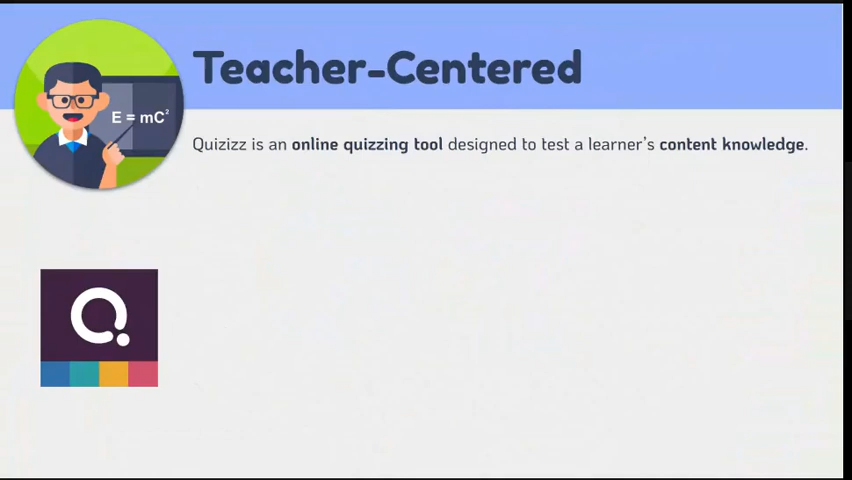 Teacher-Centered
E = mC²
Quizizz is an online quizzing tool designed to test a learner's content knowledge.